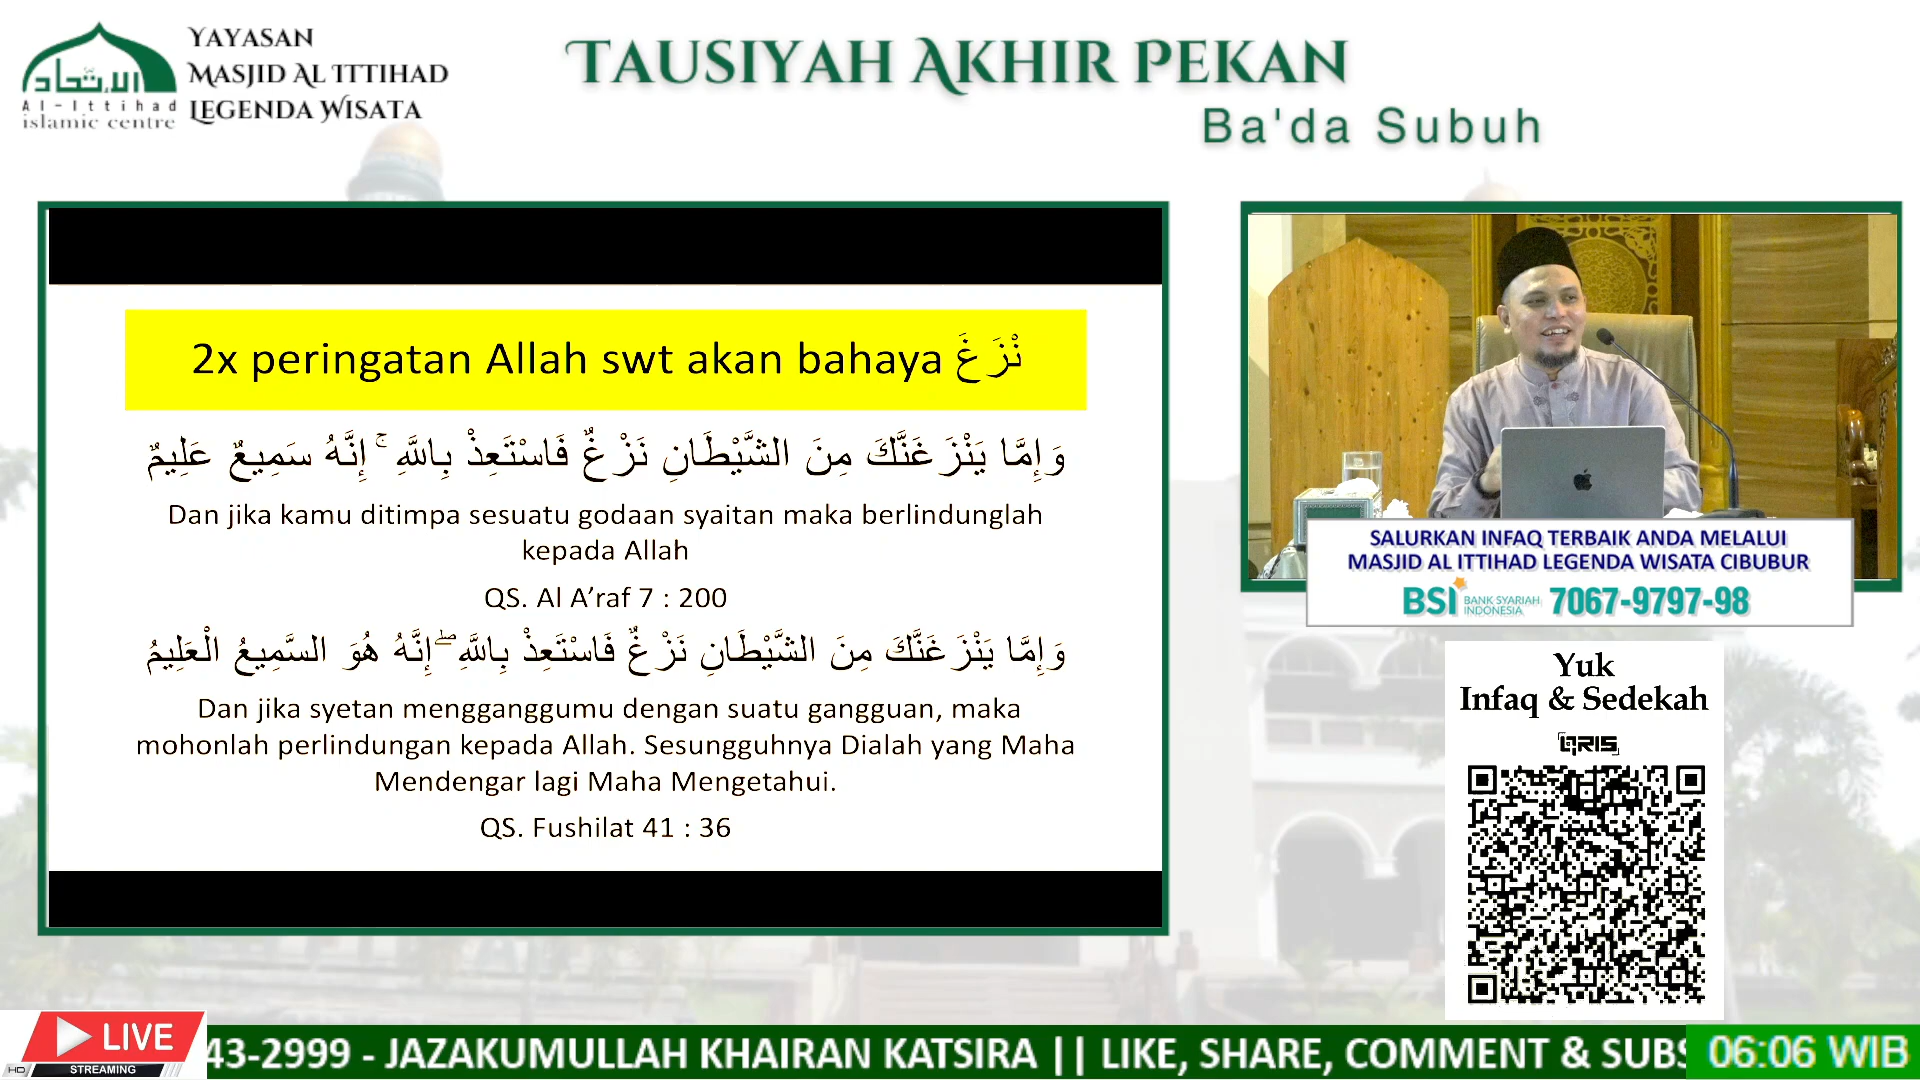 الإتحاد
Al-Ittihad
islamic centre
YAYASAN
MASJID AL ITTIHAD
LEGENDA WISATA
TAUSIYAH AKHIR PEKAN
Ba'da Subuh
2x peringatan Allah swt akan bahaya نْزَغَ
وَإِمَّا يَنْزَغَنَّكَ مِنَ الشَّيْطَانِ نَزْغٌ فَاسْتَعِذْ بِاللَّهِ ۚ إِنَّهُ سَمِيعٌ عَلِيمٌ
Dan jika kamu ditimpa sesuatu godaan syaitan maka berlindunglah
kepada Allah
QS. Al A’raf 7 : 200
وَإِمَّا يَنْزَغَنَّكَ مِنَ الشَّيْطَانِ نَزْغٌ فَاسْتَعِذْ بِاللَّهِ ۖ إِنَّهُ هُوَ السَّمِيعُ الْعَلِيمُ
Dan jika syetan mengganggumu dengan suatu gangguan, maka
mohonlah perlindungan kepada Allah. Sesungguhnya Dialah yang Maha
Mendengar lagi Maha Mengetahui.
QS. Fushilat 41 : 36
SALURKAN INFAQ TERBAIK ANDA MELALUI
MASJID AL ITTIHAD LEGENDA WISATA CIBUBUR
BSI BANK SYARIAH INDONESIA 7067-9797-98
Yuk
Infaq & Sedekah
QRIS
LIVE
HD STREAMING
43-2999 - JAZAKUMULLAH KHAIRAN KATSIRA || LIKE, SHARE, COMMENT & SUBS
06:06 WIB